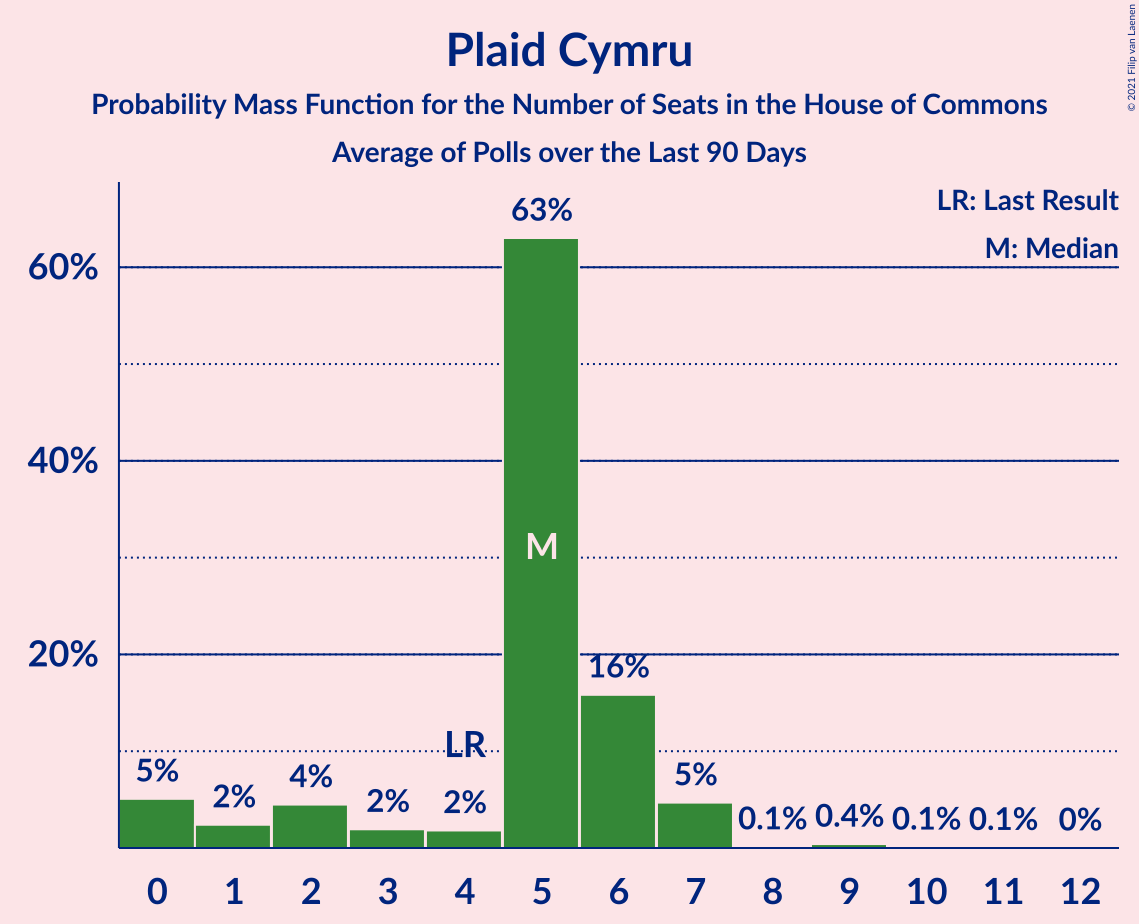 Plaid Cymru
Probability Mass Function for the Number of Seats in the House of Commons
Average of Polls over the Last 90 Days
© 2021 Filip van Laenen
LR: Last Result
M: Median
60%
40%
20%
5%
2%
4%
2%
LR
2%
63%
M
16%
5%
0.1%
0.4%
0.1%
0.1%
0%
0 1 2 3 4 5 6 7 8 9 10 11 12